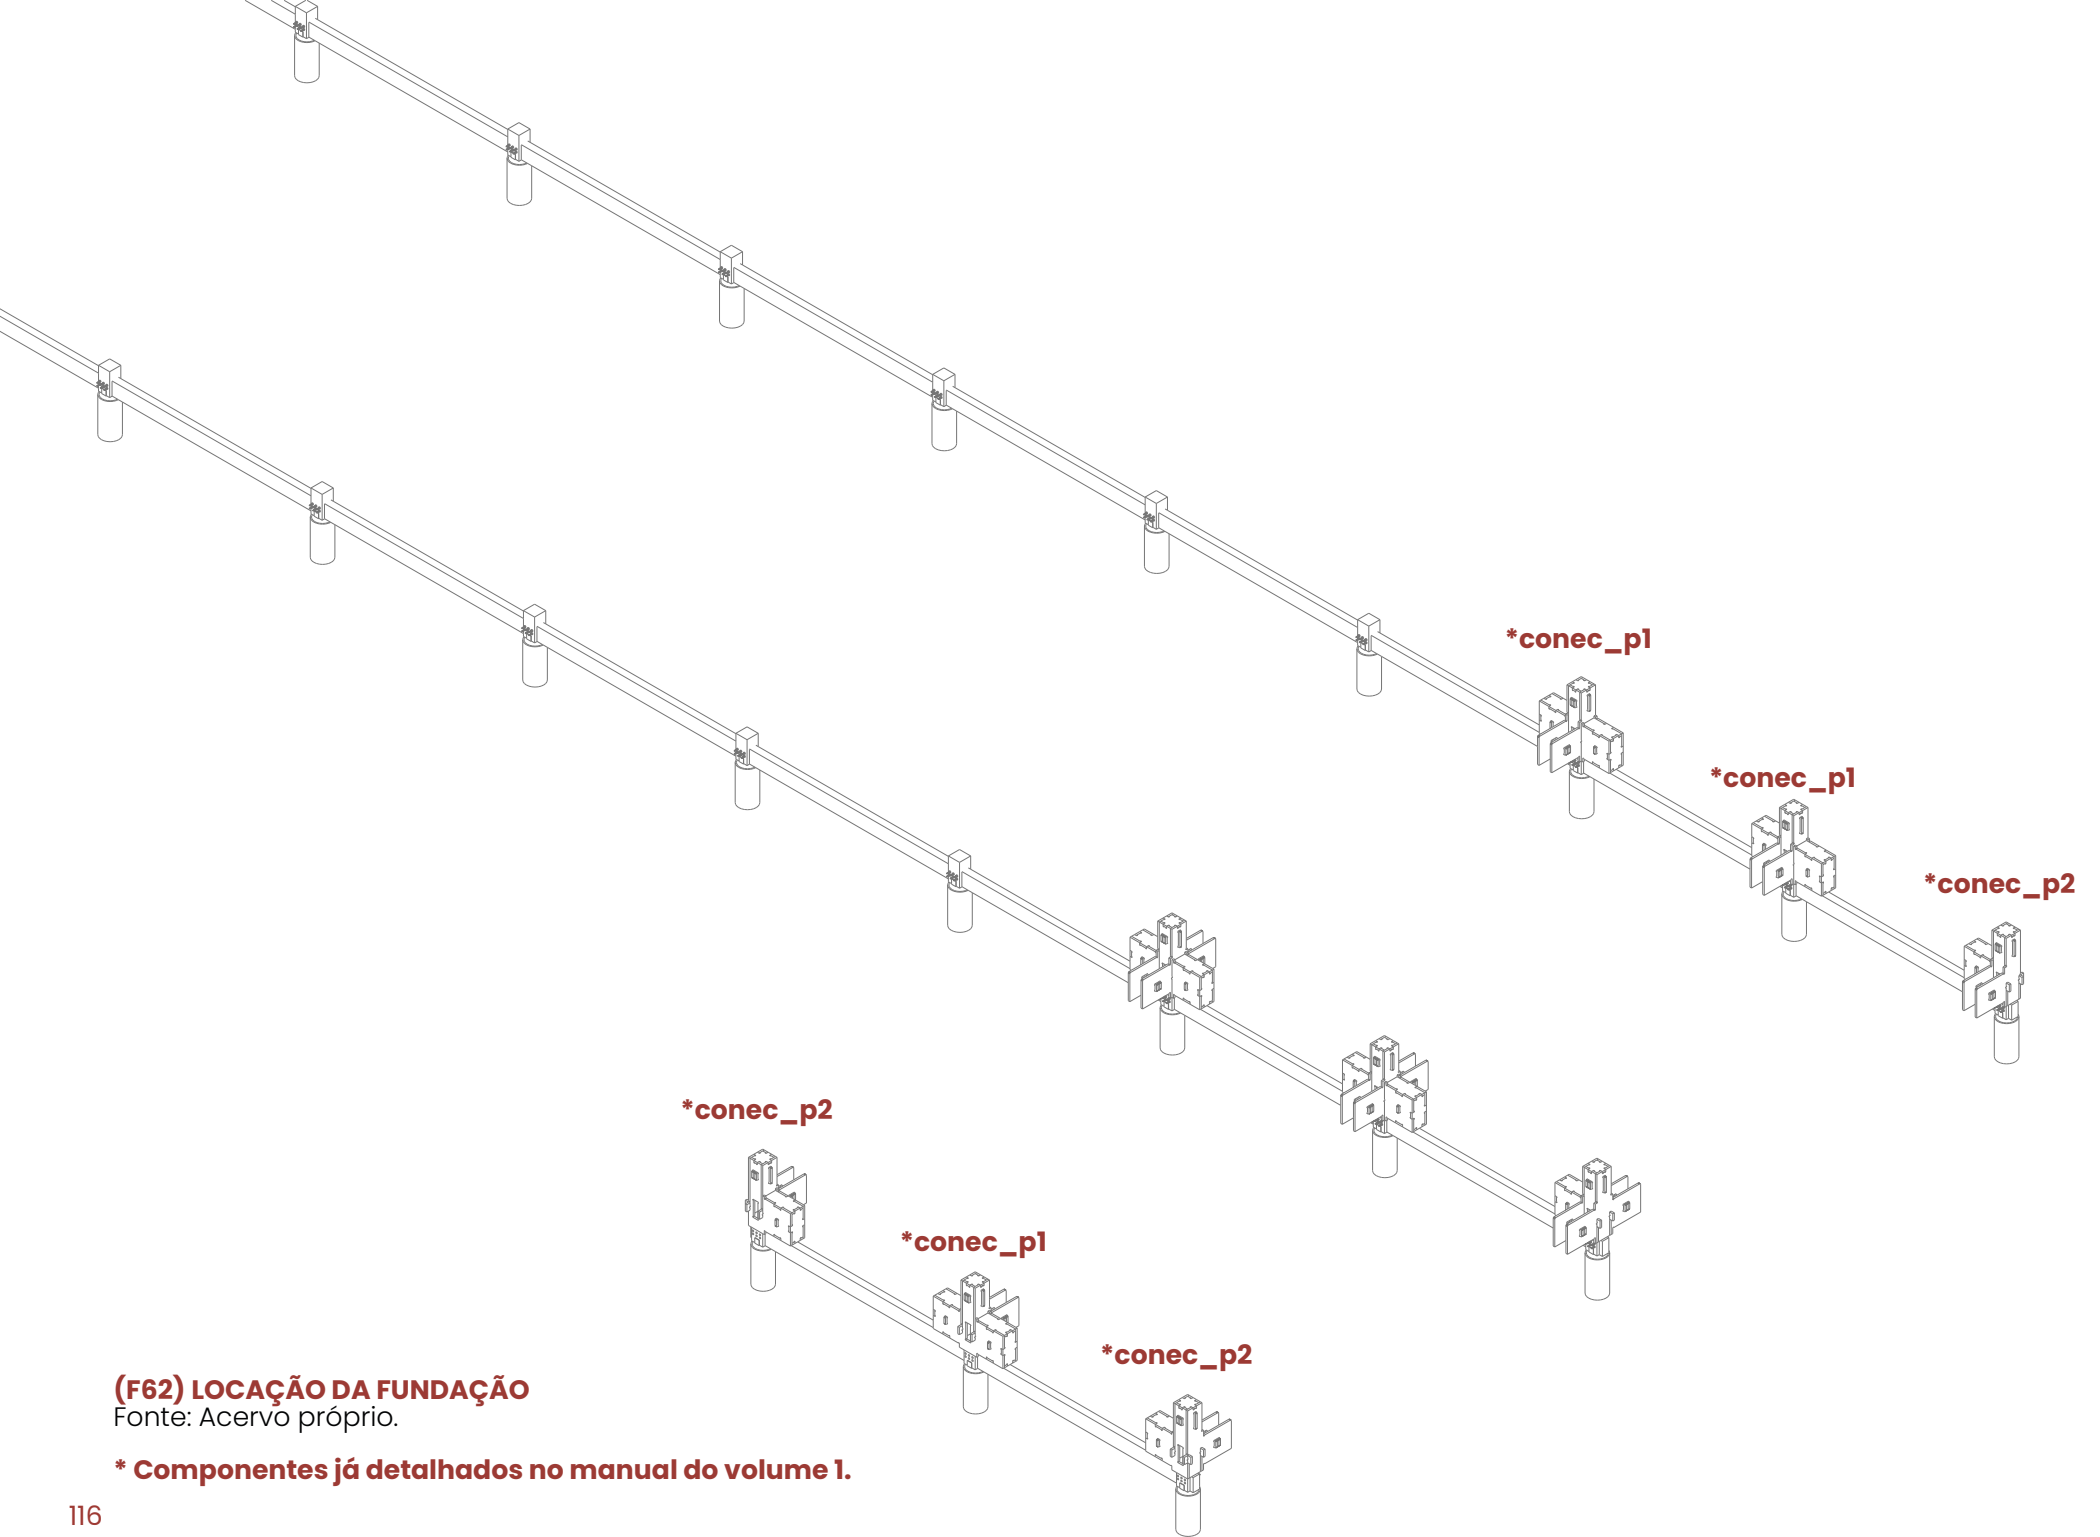 *conec_p1
*conec_p1
*conec_p2
*conec_p2
*conec_p1
*conec_p2
(F62) LOCAÇÃO DA FUNDAÇÃO
Fonte: Acervo próprio.
* Componentes já detalhados no manual do volume 1.
116